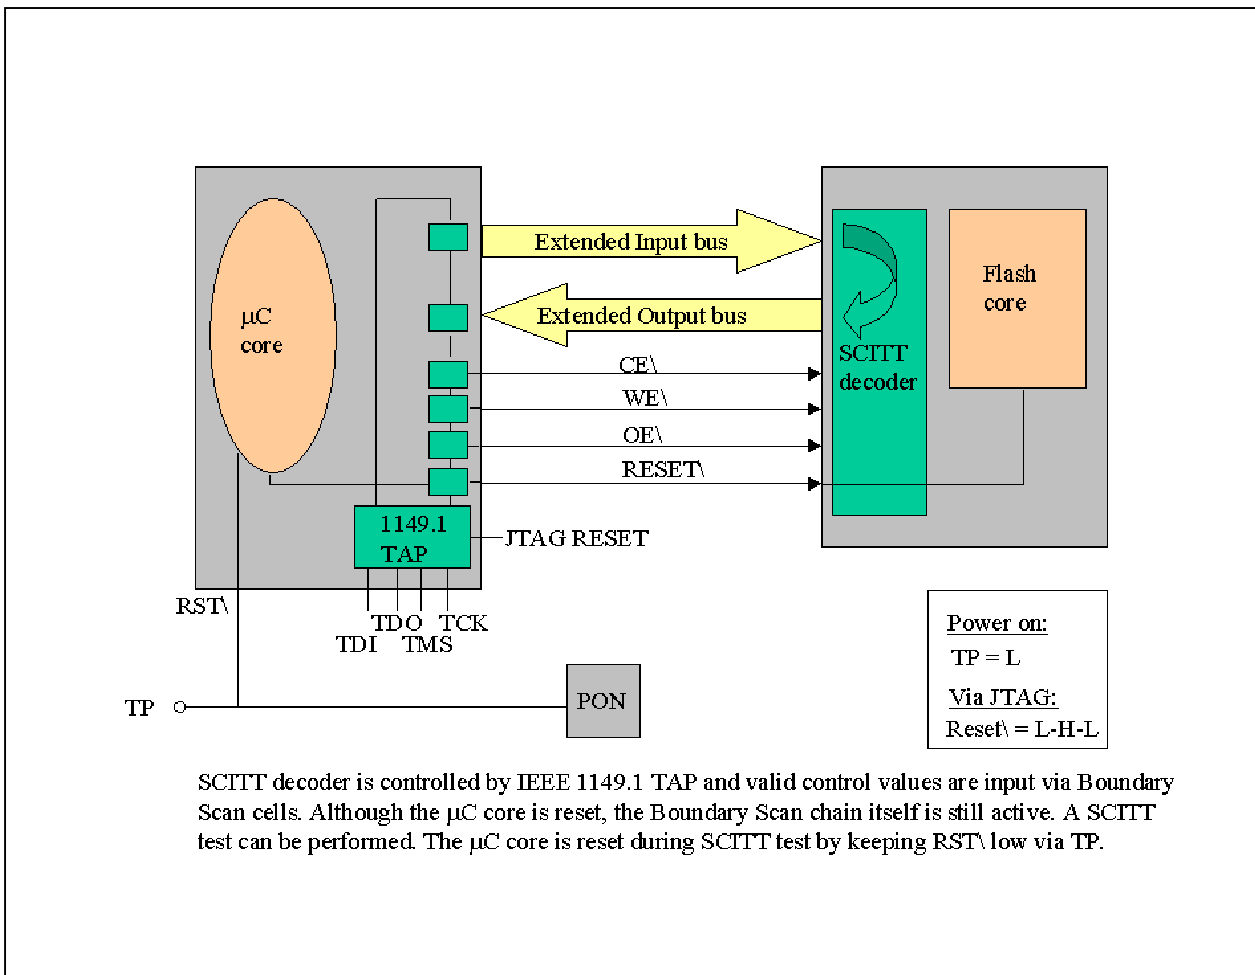 Extended Input bus
Extended Output bus
μC
core
Flash
core
SCITT
decoder
CE\
WE\
OE\
RESET\
1149.1
TAP
JTAG RESET
RST\
TDO
TCK
TDI
TMS
TP
PON
Power on:
TP = L
Via JTAG:
Reset\ = L-H-L
SCITT decoder is controlled by IEEE 1149.1 TAP and valid control values are input via Boundary
Scan cells. Although the μC core is reset, the Boundary Scan chain itself is still active. A SCITT
test can be performed. The μC core is reset during SCITT test by keeping RST\ low via TP.